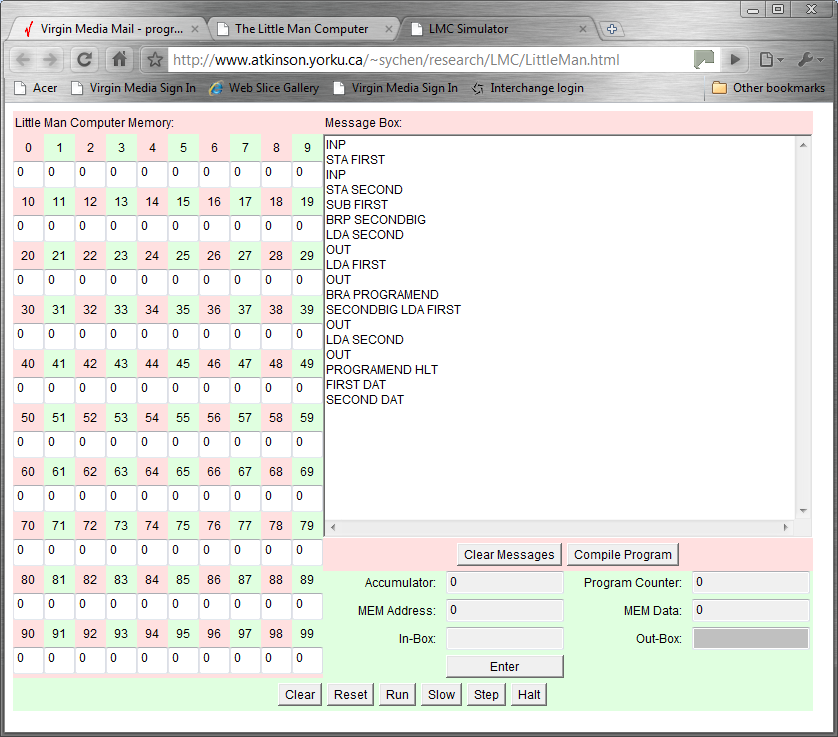 Virgin Media Mail - progr...
The Little Man Computer
LMC Simulator
http://www.atkinson.yorku.ca/~sychen/research/LMC/LittleMan.html
Acer
Virgin Media Sign In
Web Slice Gallery
Virgin Media Sign In
Interchange login
Other bookmarks
Little Man Computer Memory:
0 1 2 3 4 5 6 7 8 9
0 0 0 0 0 0 0 0 0 0
10 11 12 13 14 15 16 17 18 19
0 0 0 0 0 0 0 0 0 0
20 21 22 23 24 25 26 27 28 29
0 0 0 0 0 0 0 0 0 0
30 31 32 33 34 35 36 37 38 39
0 0 0 0 0 0 0 0 0 0
40 41 42 43 44 45 46 47 48 49
0 0 0 0 0 0 0 0 0 0
50 51 52 53 54 55 56 57 58 59
0 0 0 0 0 0 0 0 0 0
60 61 62 63 64 65 66 67 68 69
0 0 0 0 0 0 0 0 0 0
70 71 72 73 74 75 76 77 78 79
0 0 0 0 0 0 0 0 0 0
80 81 82 83 84 85 86 87 88 89
0 0 0 0 0 0 0 0 0 0
90 91 92 93 94 95 96 97 98 99
0 0 0 0 0 0 0 0 0 0
Message Box:
INP
STA FIRST
INP
STA SECOND
SUB FIRST
BRP SECONDBIG
LDA SECOND
OUT
LDA FIRST
OUT
BRA PROGRAMEND
SECONDBIG LDA FIRST
OUT
LDA SECOND
OUT
PROGRAMEND HLT
FIRST DAT
SECOND DAT
Clear Messages
Compile Program
Accumulator: 0
Program Counter: 0
MEM Address: 0
MEM Data: 0
In-Box:
Out-Box:
Enter
Clear
Reset
Run
Slow
Step
Halt